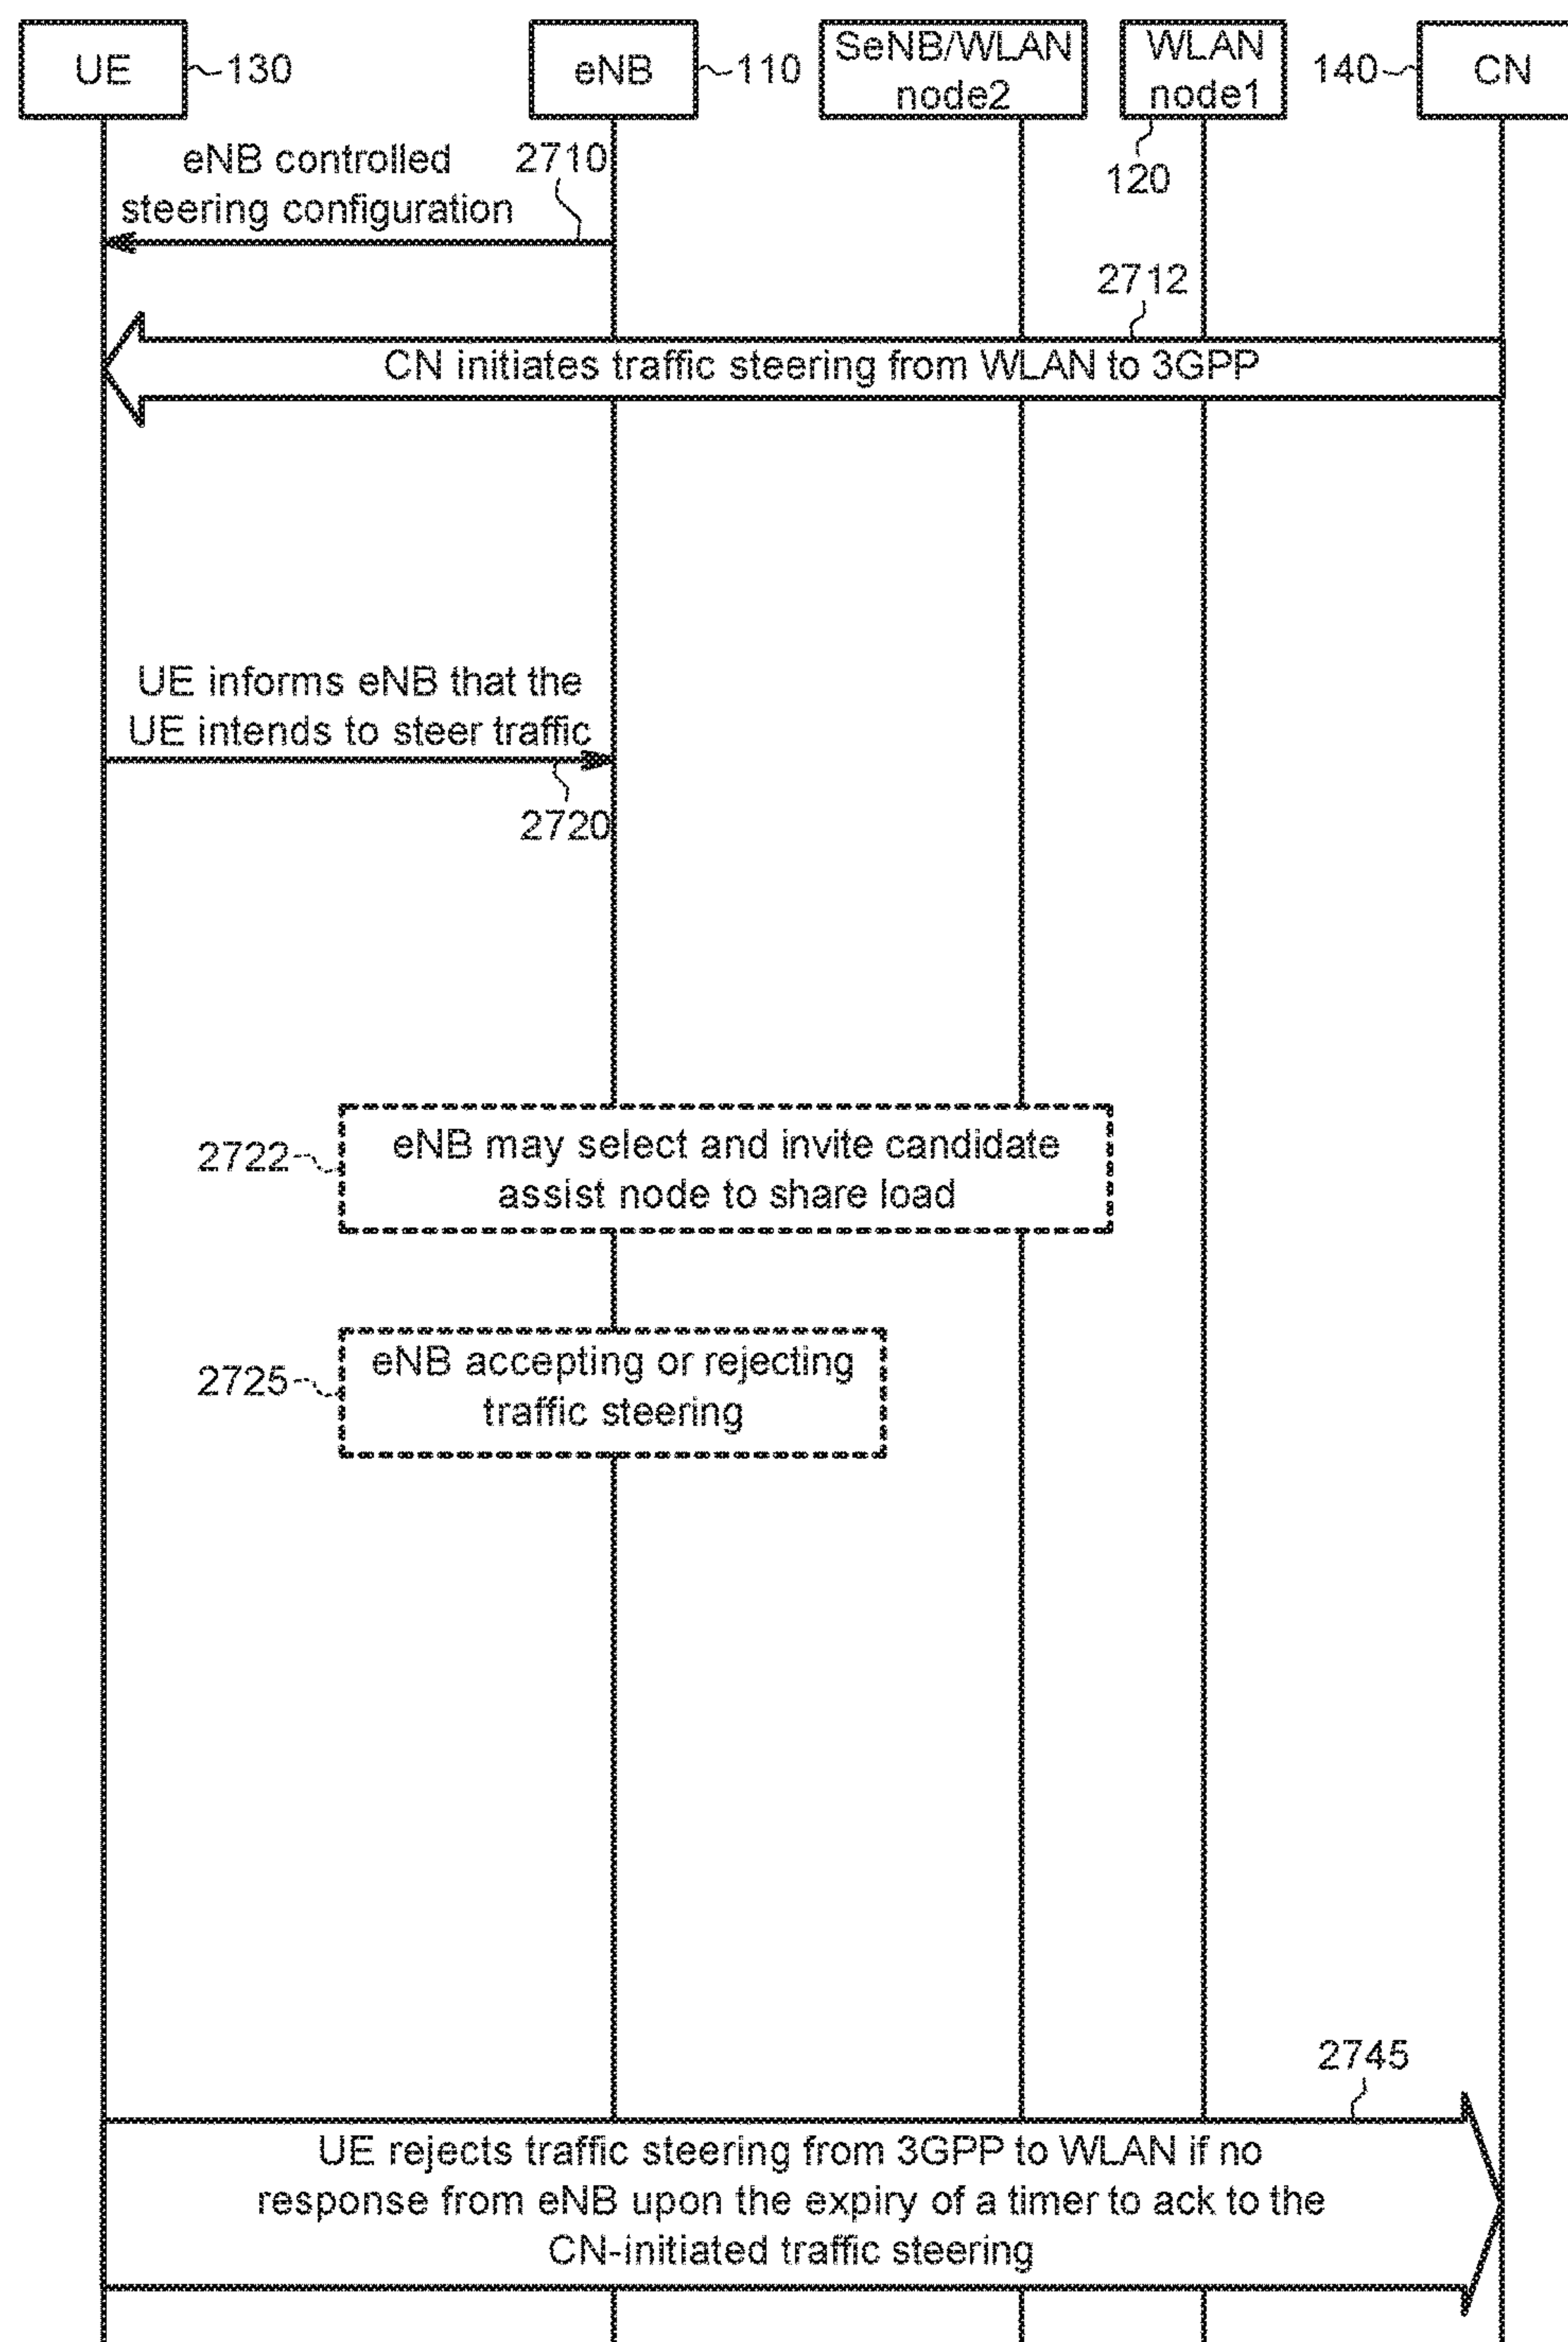 UE
130
eNB
110
SeNB/WLAN
node2
WLAN
node1
120
140
CN
eNB controlled
steering configuration
2710
2712
CN initiates traffic steering from WLAN to 3GPP
UE informs eNB that the
UE intends to steer traffic
2720
2722
eNB may select and invite candidate
assist node to share load
2725
eNB accepting or rejecting
traffic steering
2745
UE rejects traffic steering from 3GPP to WLAN if no
response from eNB upon the expiry of a timer to ack to the
CN-initiated traffic steering